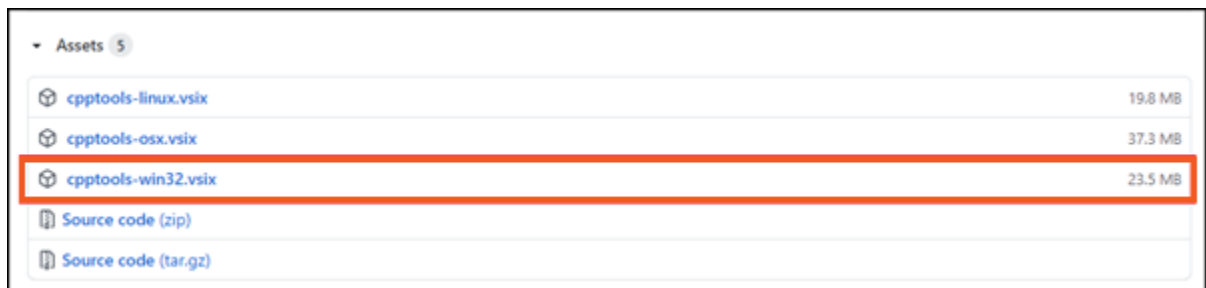 Assets 5
cpptools-linux.vsix 19.8 MB
cpptools-osx.vsix 37.3 MB
cpptools-win32.vsix 23.5 MB
Source code (zip)
Source code (tar.gz)